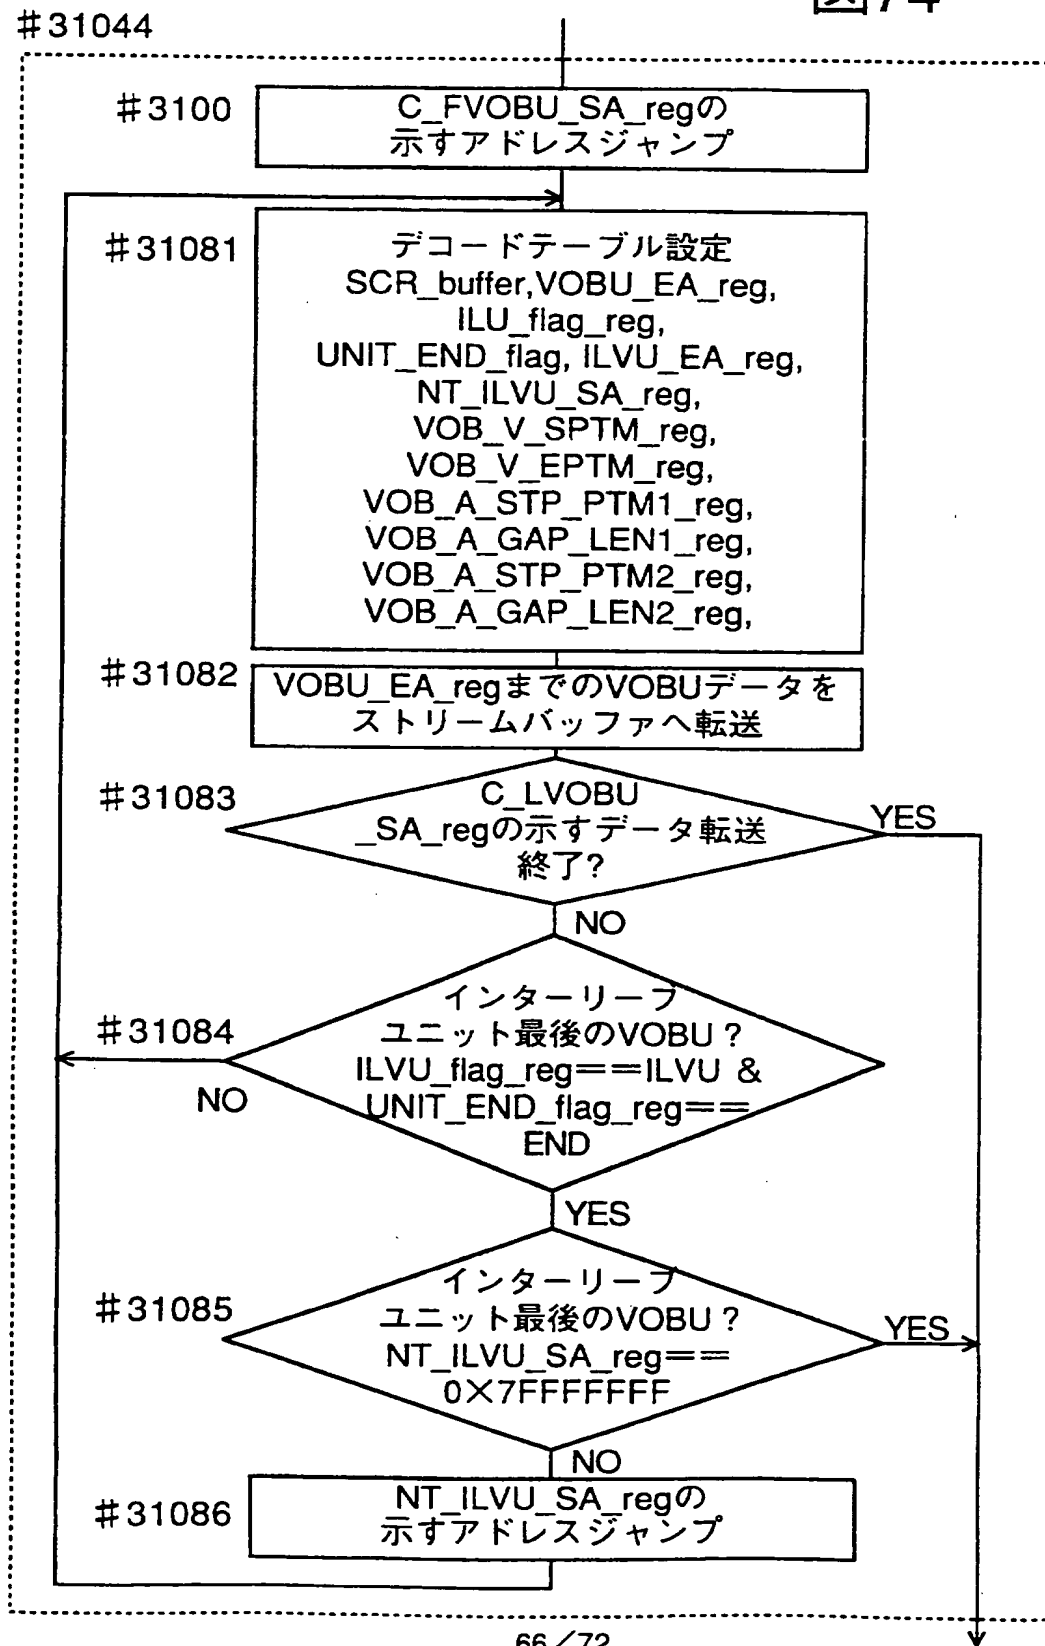 図74
#31044
#3100
C_FVOBU_SA_regの
示すアドレスジャンプ
#31081
デコードテーブル設定
SCR_buffer,VOBU_EA_reg,
ILU_flag_reg,
UNIT_END_flag, ILVU_EA_reg,
NT_ILVU_SA_reg,
VOB_V_SPTM_reg,
VOB_V_EPTM_reg,
VOB_A_STP_PTM1_reg,
VOB_A_GAP_LEN1_reg,
VOB_A_STP_PTM2_reg,
VOB_A_GAP_LEN2_reg,
#31082
VOBU_EA_regまでのVOBUデータを
ストリームバッファへ転送
#31083
C_LVOBU
_SA_regの示すデータ転送
終了?
YES
NO
#31084
インターリーブ
ユニット最後のVOBU?
ILVU_flag_reg==ILVU &
UNIT_END_flag_reg==
END
NO
YES
#31085
インターリーブ
ユニット最後のVOBU?
NT_ILVU_SA_reg==
0×7FFFFFFF
YES
NO
#31086
NT_ILVU_SA_regの
示すアドレスジャンプ
66/72